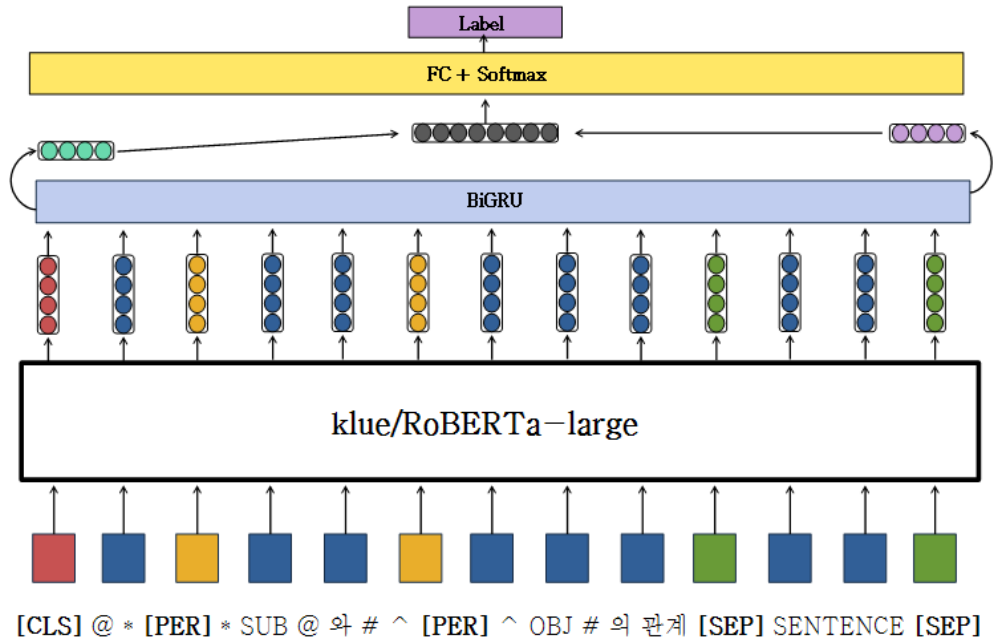 Label
FC + Softmax
BiGRU
klue/RoBERTa-large
[CLS] @ * [PER] * SUB @ 와 # ^ [PER] ^ OBJ # 의 관계 [SEP] SENTENCE [SEP]